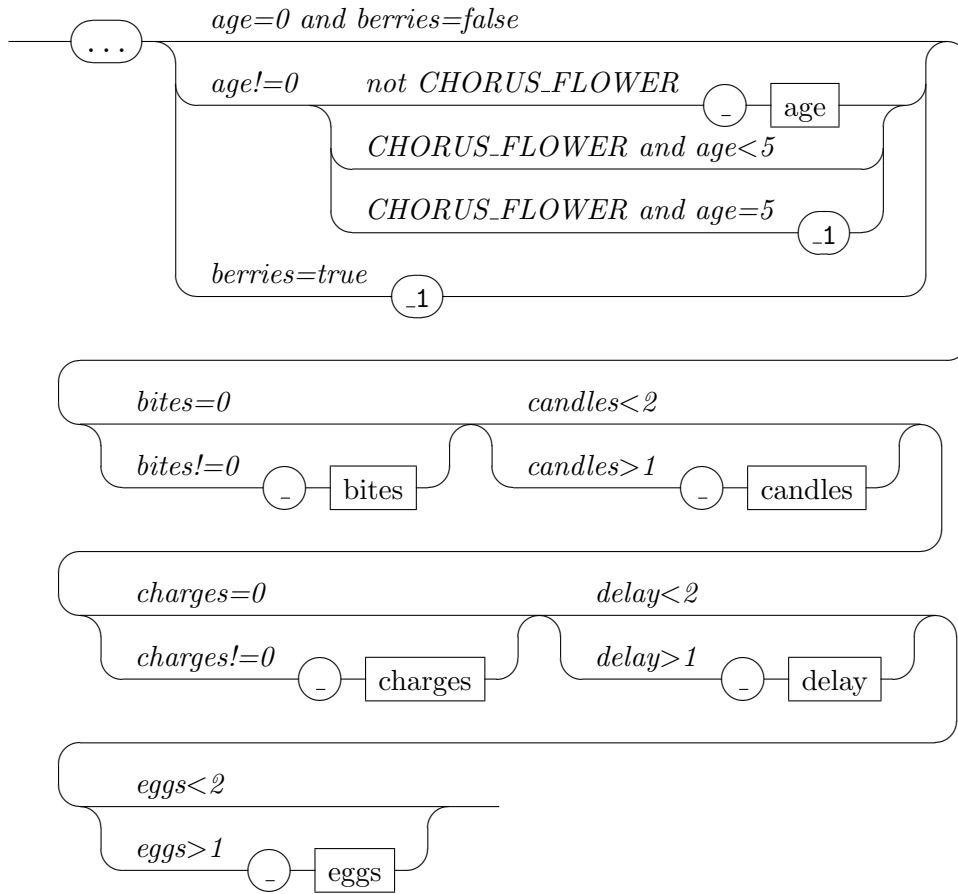 age=0 and berries=false
...
age!=0 not CHORUS_FLOWER _ age
CHORUS_FLOWER and age<5
CHORUS_FLOWER and age=5 _1
berries=true _1
bites=0 candles<2
bites!=0 _ bites candles>1 _ candles
charges=0 delay<2
charges!=0 _ charges delay>1 _ delay
eggs<2
eggs>1 _ eggs